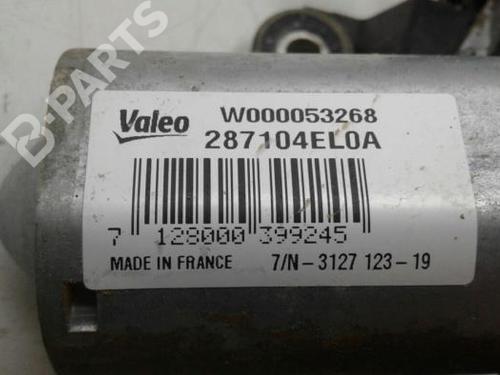 B-PARTS
Valeo W000053268
287104EL0A
7 128000 399245
MADE IN FRANCE 7/N-3127 123-19